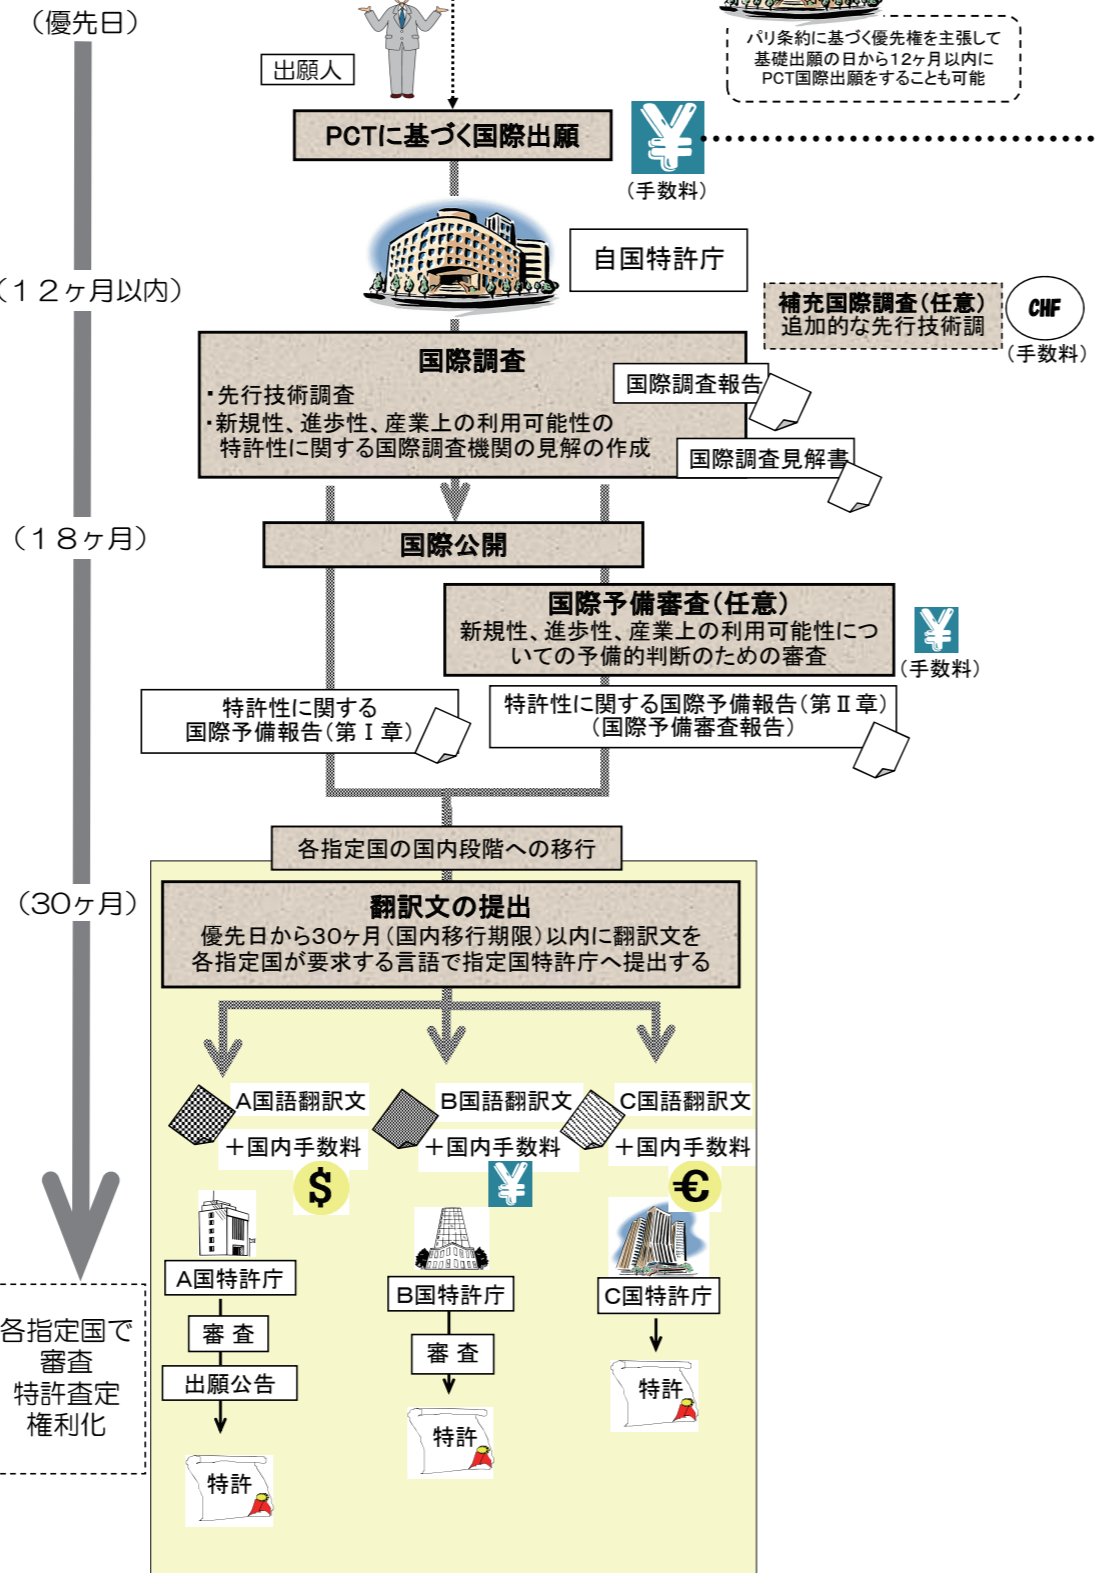 （優先日）
出願人
パリ条約に基づく優先権を主張して
基礎出願の日から12ヶ月以内に
PCT国際出願をすることも可能
PCTに基づく国際出願
¥
（手数料）
自国特許庁
（１２ヶ月以内）
補充国際調査（任意）
追加的な先行技術調
CHF
（手数料）
国際調査
・先行技術調査
・新規性、進歩性、産業上の利用可能性の
特許性に関する国際調査機関の見解の作成
国際調査報告
国際調査見解書
（１８ヶ月）
国際公開
国際予備審査（任意）
新規性、進歩性、産業上の利用可能性につ
いての予備的判断のための審査
¥
（手数料）
特許性に関する
国際予備報告（第Ⅰ章）
特許性に関する国際予備報告（第Ⅱ章）
（国際予備審査報告）
各指定国の国内段階への移行
（30ヶ月）
翻訳文の提出
優先日から30ヶ月（国内移行期限）以内に翻訳文を
各指定国が要求する言語で指定国特許庁へ提出する
A国語翻訳文
＋国内手数料
$
B国語翻訳文
＋国内手数料
¥
C国語翻訳文
＋国内手数料
€
A国特許庁
審 査
出願公告
特許
B国特許庁
審 査
特許
C国特許庁
特許
各指定国で
審査
特許査定
権利化